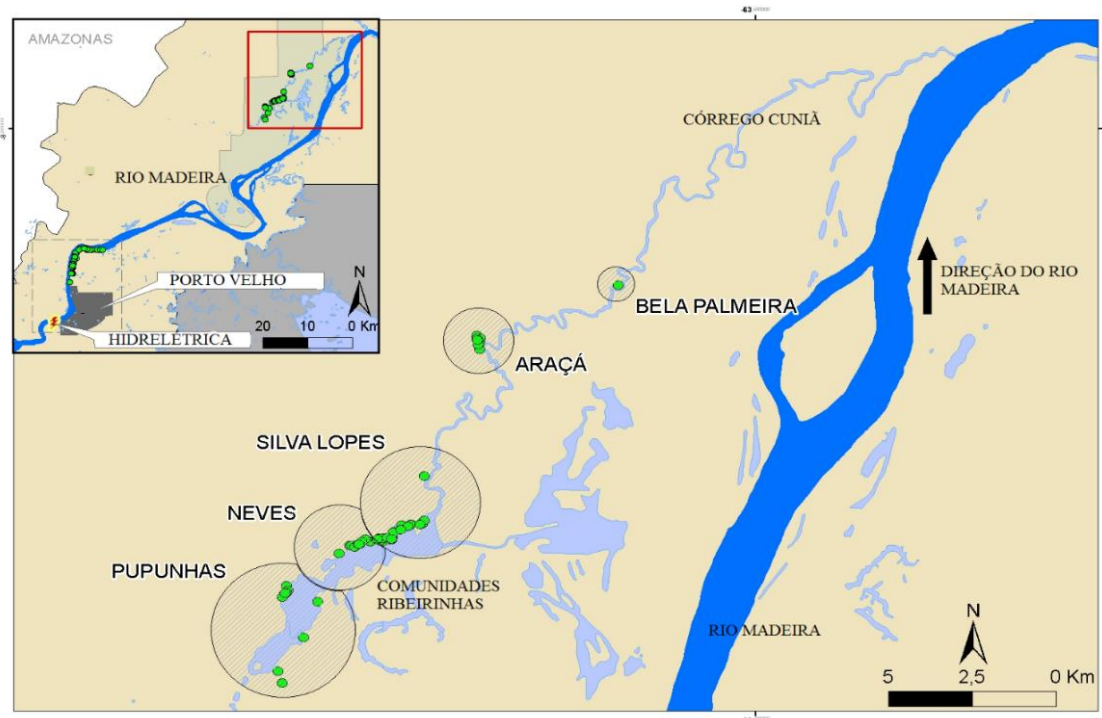 63
AMAZONAS
RIO MADEIRA
PORTO VELHO
HIDRELÉTRICA
N
20 10 0 Km
CÓRREGO CUNIÃ
DIREÇÃO DO RIO
MADEIRA
BELA PALMEIRA
ARAÇÁ
SILVA LOPES
NEVES
PUPUNHAS
COMUNIDADES
RIBEIRINHAS
RIO MADEIRA
N
5 2,5 0 Km